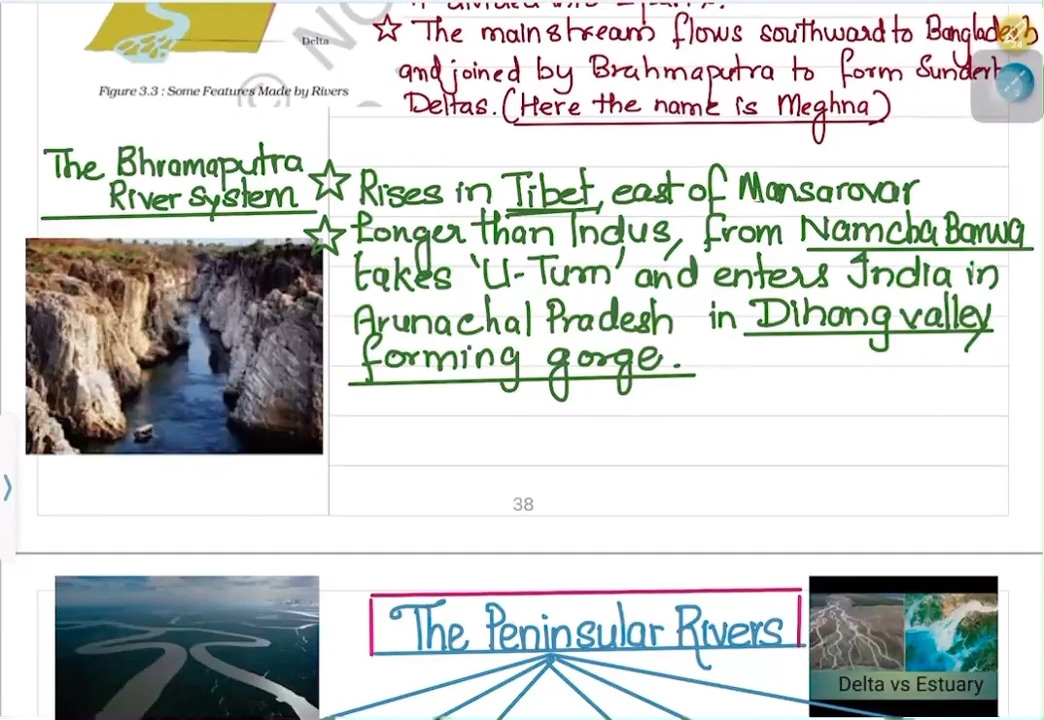 Delta
Figure 3.3 : Some Features Made by Rivers
☆ The mainstream flows southward to Bangladesh
and joined by Brahmaputra to form
Deltas. (Here the name is Meghna)
The Bhramaputra
River System
☆ Rises in Tibet, east of Mansarovar
☆ Longer than Indus, from Namcha Barwa
takes 'U-Turn' and enters India in
Arunachal Pradesh in Dihang valley
forming gorge.
38
The Peninsular Rivers
Delta vs Estuary